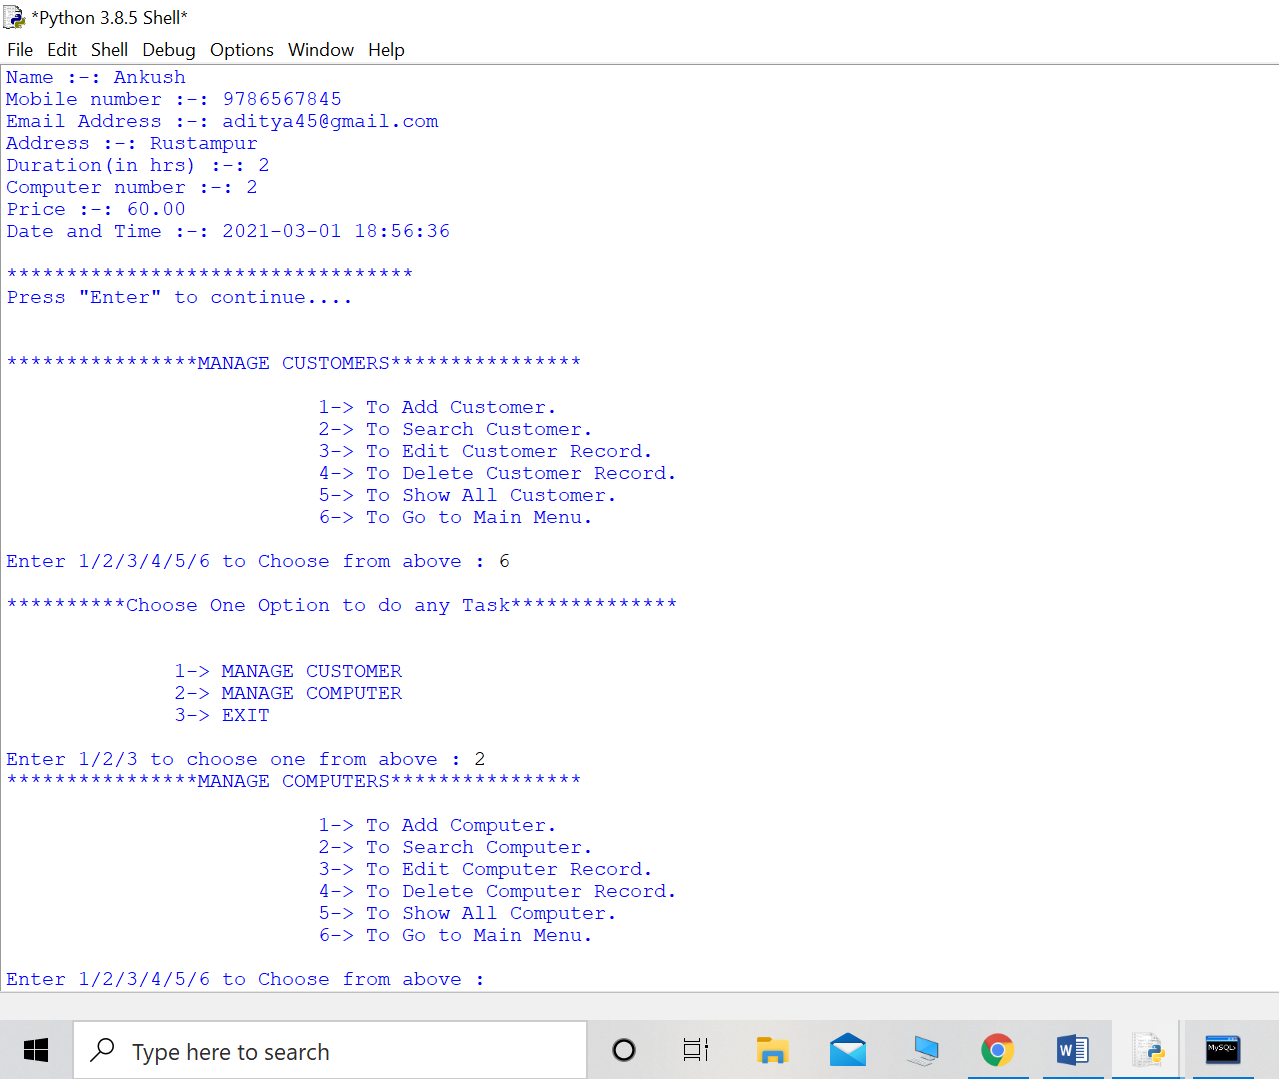 *Python 3.8.5 Shell*
File Edit Shell Debug Options Window Help
Name :-: Ankush
Mobile number :-: 9786567845
Email Address :-: aditya45@gmail.com
Address :-: Rustampur
Duration(in hrs) :-: 2
Computer number :-: 2
Price :-: 60.00
Date and Time :-: 2021-03-01 18:56:36
**********************************
Press "Enter" to continue....
****************MANAGE CUSTOMERS****************
1-> To Add Customer.
2-> To Search Customer.
3-> To Edit Customer Record.
4-> To Delete Customer Record.
5-> To Show All Customer.
6-> To Go to Main Menu.
Enter 1/2/3/4/5/6 to Choose from above : 6
**********Choose One Option to do any Task**************
1-> MANAGE CUSTOMER
2-> MANAGE COMPUTER
3-> EXIT
Enter 1/2/3 to choose one from above : 2
****************MANAGE COMPUTERS****************
1-> To Add Computer.
2-> To Search Computer.
3-> To Edit Computer Record.
4-> To Delete Computer Record.
5-> To Show All Computer.
6-> To Go to Main Menu.
Enter 1/2/3/4/5/6 to Choose from above :
Type here to search
W
MySQL>